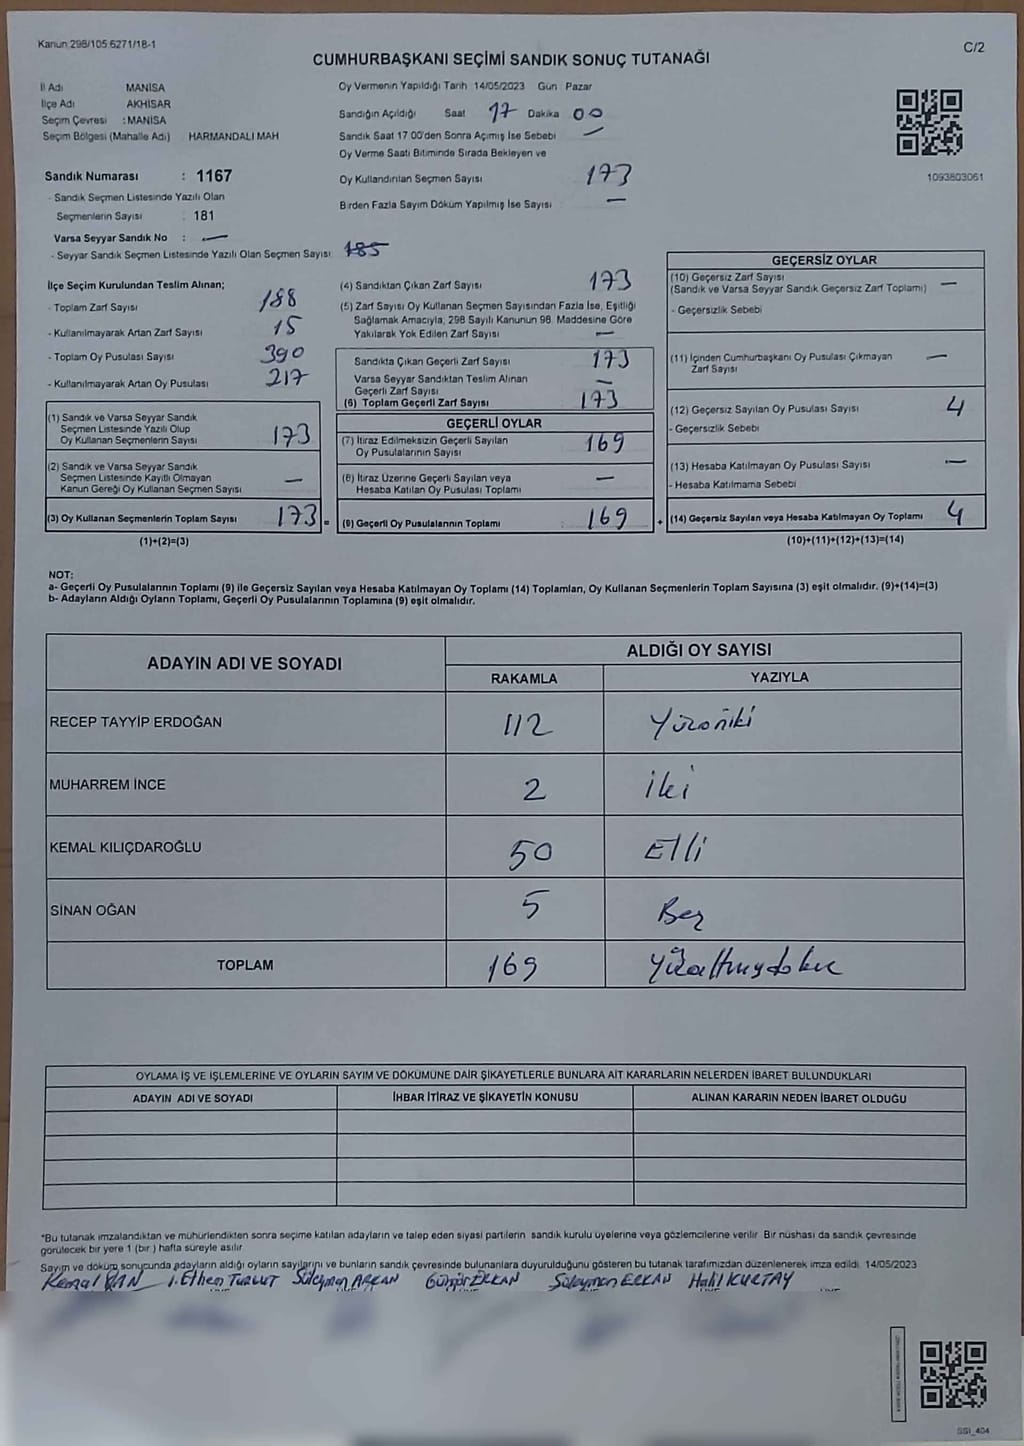 Kanun:298/105 6271/18-1
C/2
CUMHURBAŞKANI SEÇİMİ SANDIK SONUÇ TUTANAĞI
İl Adı MANİSA
İlçe Adı AKHİSAR
Seçim Çevresi : MANİSA
Seçim Bölgesi (Mahalle Adı) HARMANDALI MAH
Oy Vermenin Yapıldığı Tarih 14/05/2023 Gün Pazar
Sandığın Açıldığı Saat 17 Dakika 00
Sandık Saat 17 00'den Sonra Açımış İse Sebebi —
Oy Verme Saati Bitiminde Sırada Bekleyen ve
Oy Kullandırılan Seçmen Sayısı 173
Birden Fazla Sayım Döküm Yapılmış İse Sayısı —
1093803061
Sandık Numarası : 1167
- Sandık Seçmen Listesinde Yazılı Olan
Seçmenlerin Sayısı : 181
Varsa Seyyar Sandık No : —
- Seyyar Sandık Seçmen Listesinde Yazılı Olan Seçmen Sayısı 185
İlçe Seçim Kurulundan Teslim Alınan;
- Toplam Zarf Sayısı 188
- Kullanılmayarak Artan Zarf Sayısı 15
- Toplam Oy Pusulası Sayısı 390
- Kullanılmayarak Artan Oy Pusulası 217
(1) Sandık ve Varsa Seyyar Sandık
Seçmen Listesinde Yazılı Olup
Oy Kullanan Seçmenlerin Sayısı 173
(2) Sandık ve Varsa Seyyar Sandık
Seçmen Listesinde Kayıtlı Olmayan
Kanun Gereği Oy Kullanan Seçmen Sayısı —
(3) Oy Kullanan Seçmenlerin Toplam Sayısı 173 =
(1)+(2)=(3)
(4) Sandıktan Çıkan Zarf Sayısı 173
(5) Zarf Sayısı Oy Kullanan Seçmen Sayısından Fazla İse, Eşitliği
Sağlamak Amacıyla, 298 Sayılı Kanunun 98. Maddesine Göre
Yakılarak Yok Edilen Zarf Sayısı —
Sandıkta Çıkan Geçerli Zarf Sayısı 173
Varsa Seyyar Sandıktan Teslim Alınan
Geçerli Zarf Sayısı —
(6) Toplam Geçerli Zarf Sayısı 173
GEÇERLİ OYLAR
(7) İtiraz Edilmeksizin Geçerli Sayılan
Oy Pusulalarının Sayısı 169
(8) İtiraz Üzerine Geçerli Sayılan veya
Hesaba Katılan Oy Pusulası Toplamı —
(9) Geçerli Oy Pusulalarının Toplamı : 169 +
GEÇERSİZ OYLAR
(10) Geçersiz Zarf Sayısı —
(Sandık ve Varsa Seyyar Sandık Geçersiz Zarf Toplamı)
- Geçersizlik Sebebi
(11) İçinden Cumhurbaşkanı Oy Pusulası Çıkmayan —
Zarf Sayısı
(12) Geçersiz Sayılan Oy Pusulası Sayısı 4
- Geçersizlik Sebebi
(13) Hesaba Katılmayan Oy Pusulası Sayısı —
- Hesaba Katılmama Sebebi
(14) Geçersiz Sayılan veya Hesaba Katılmayan Oy Toplamı 4
(10)+(11)+(12)+(13)=(14)
NOT:
a- Geçerli Oy Pusulalarının Toplamı (9) ile Geçersiz Sayılan veya Hesaba Katılmayan Oy Toplamı (14) Toplamları, Oy Kullanan Seçmenlerin Toplam Sayısına (3) eşit olmalıdır. (9)+(14)=(3)
b- Adayların Aldığı Oyların Toplamı, Geçerli Oy Pusulalarının Toplamına (9) eşit olmalıdır.
ADAYIN ADI VE SOYADI
ALDIĞI OY SAYISI
RAKAMLA YAZIYLA
RECEP TAYYİP ERDOĞAN 112 Yüzoniki
MUHARREM İNCE 2 İki
KEMAL KILIÇDAROĞLU 50 Elli
SİNAN OĞAN 5 Beş
TOPLAM 169 Yüzaltmışdokuz
OYLAMA İŞ VE İŞLEMLERİNE VE OYLARIN SAYIM VE DÖKÜMÜNE DAİR ŞİKAYETLERLE BUNLARA AİT KARARLARIN NELERDEN İBARET BULUNDUKLARI
ADAYIN ADI VE SOYADI İHBAR İTİRAZ VE ŞİKAYETİN KONUSU ALINAN KARARIN NEDEN İBARET OLDUĞU
*Bu tutanak imzalandıktan ve mühürlendikten sonra seçime katılan adayların ve talep eden siyasi partilerin sandık kurulu üyelerine veya gözlemcilerine verilir Bir nüshası da sandık çevresinde
görülecek bir yere 1 (bir ) hafta süreyle asılır
Sayım ve döküm sonucunda adayların aldığı oyların sayılarını ve bunların sandık çevresinde bulunanlara duyurulduğunu gösteren bu tutanak tarafımızdan düzenlenerek imza edildi 14/05/2023
Kemal İ.Ethem TURGUT Süleyman ARKAN Güngör ERKAN Süleyman ERKAN Halil KURTAY
SSI_404